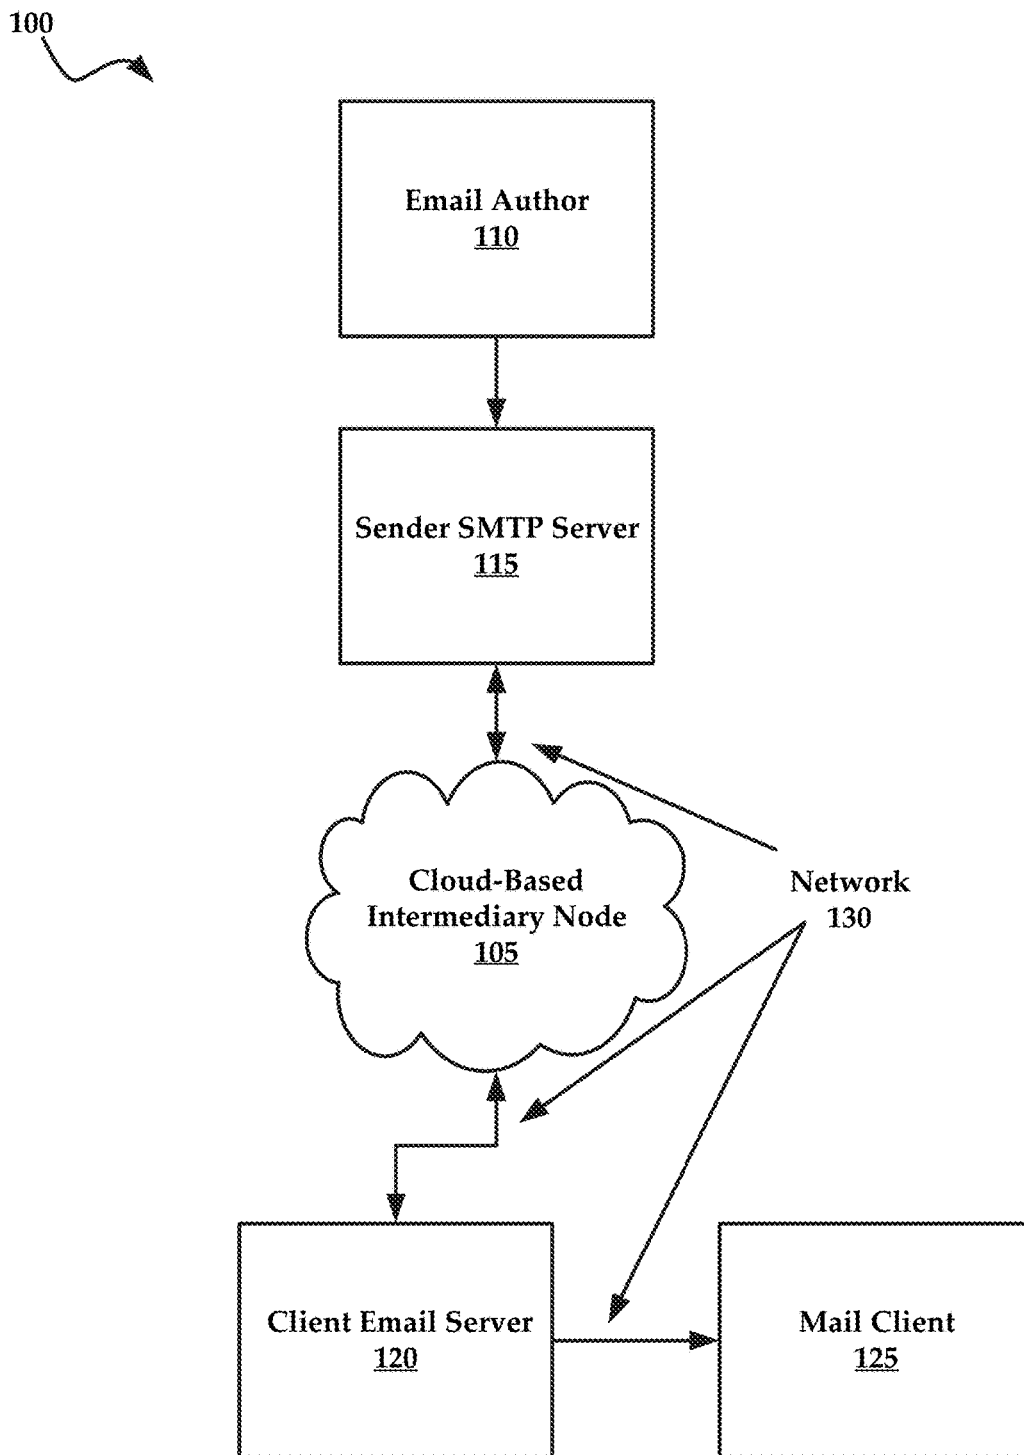 100
Email Author
110
Sender SMTP Server
115
Cloud-Based
Intermediary Node
105
Network
130
Client Email Server
120
Mail Client
125